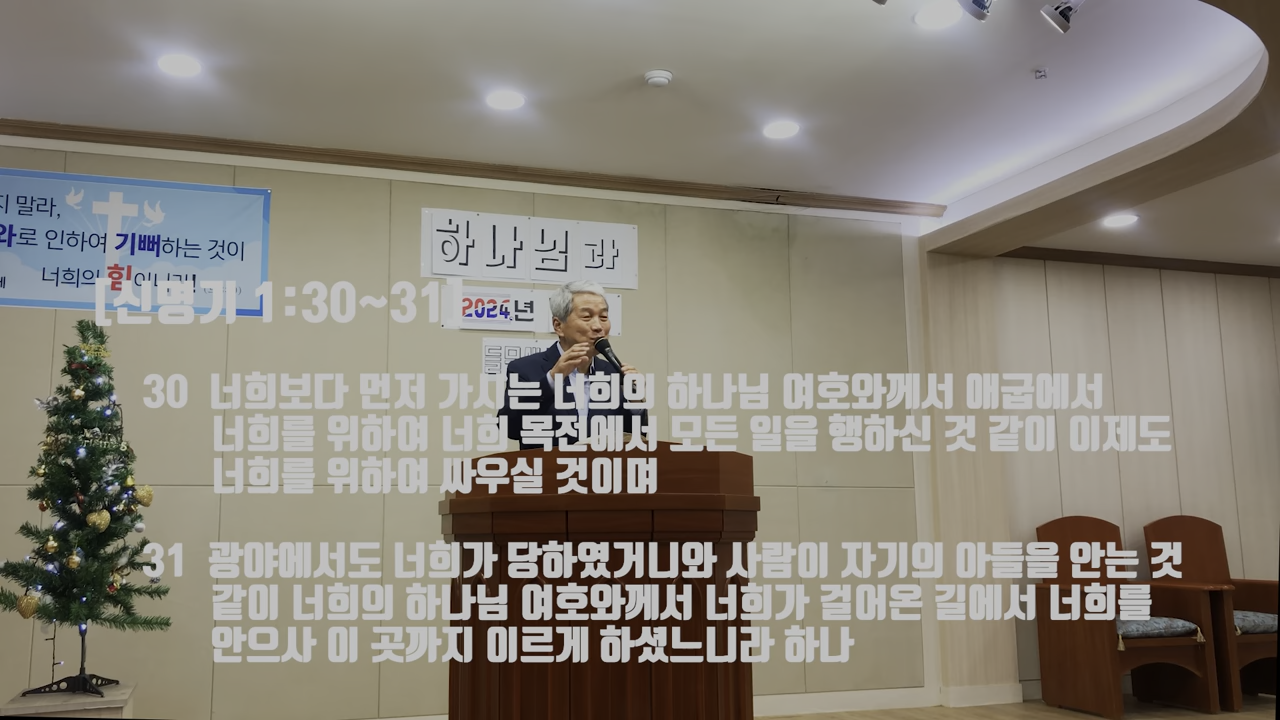 지 말라,
와로 인하여 기뻐하는 것이
너희의 힘이니라!
하나님과
2024년
[신명기 1:30~31]
30 너희보다 먼저 가시는 너희의 하나님 여호와께서 애굽에서
너희를 위하여 너희 목전에서 모든 일을 행하신 것 같이 이제도
너희를 위하여 싸우실 것이며
31 광야에서도 너희가 당하였거니와 사람이 자기의 아들을 안는 것
같이 너희의 하나님 여호와께서 너희가 걸어온 길에서 너희를
안으사 이 곳까지 이르게 하셨느니라 하나